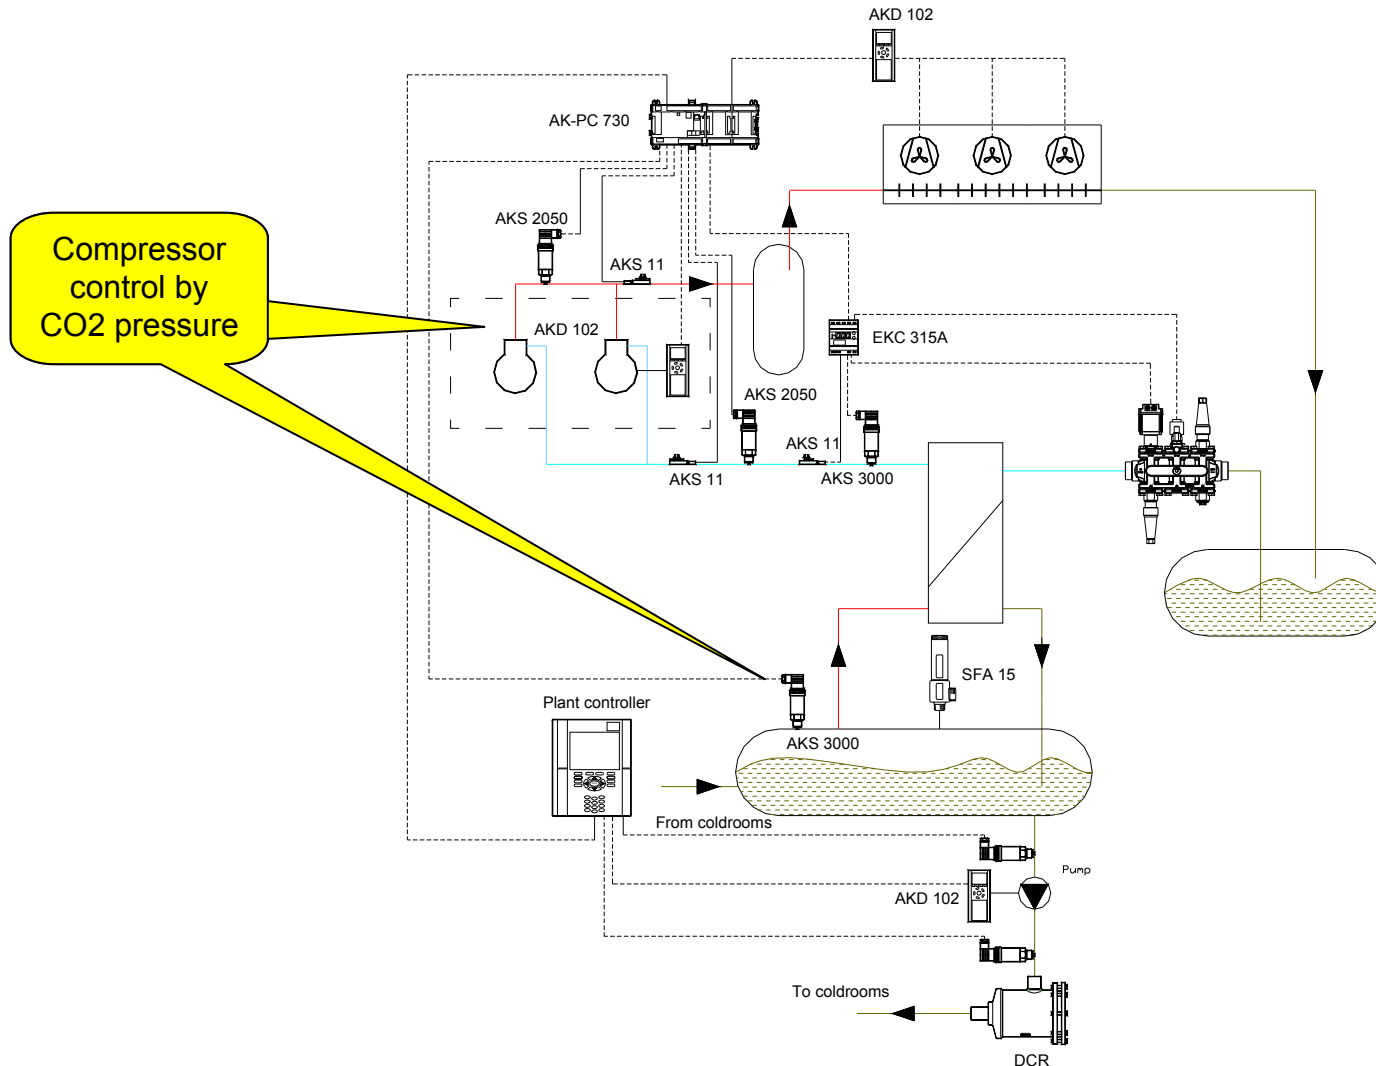 AKD 102
AK-PC 730
AKS 2050
Compressor
control by
CO2 pressure
AKS 11
AKD 102
EKC 315A
AKS 2050
AKS 11
AKS 11
AKS 3000
SFA 15
Plant controller
AKS 3000
From coldrooms
Pump
AKD 102
To coldrooms
DCR